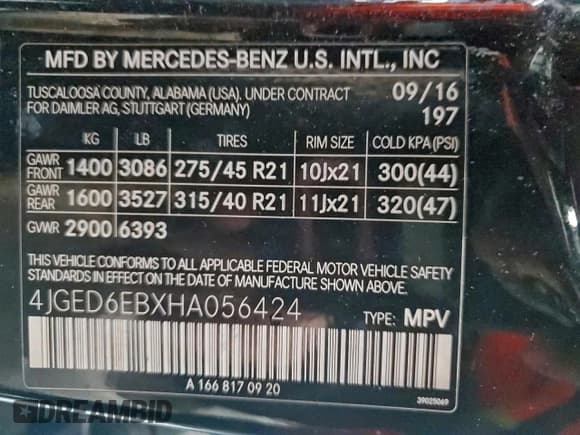 MFD BY MERCEDES-BENZ U.S. INTL., INC
TUSCALOOSA COUNTY, ALABAMA (USA), UNDER CONTRACT 09/16
FOR DAIMLER AG, STUTTGART (GERMANY) 197
KG LB TIRES RIM SIZE COLD KPA(PSI)
GAWR FRONT 1400 3086 275/45 R21 10Jx21 300(44)
GAWR REAR 1600 3527 315/40 R21 11Jx21 320(47)
GVWR 2900 6393
THIS VEHICLE CONFORMS TO ALL APPLICABLE FEDERAL MOTOR VEHICLE SAFETY
STANDARDS IN EFFECT ON THE DATE OF MANUFACTURE SHOWN ABOVE.
4JGED6EBXHA056424 TYPE: MPV
A 166 817 09 20
39025069
DREAMBID